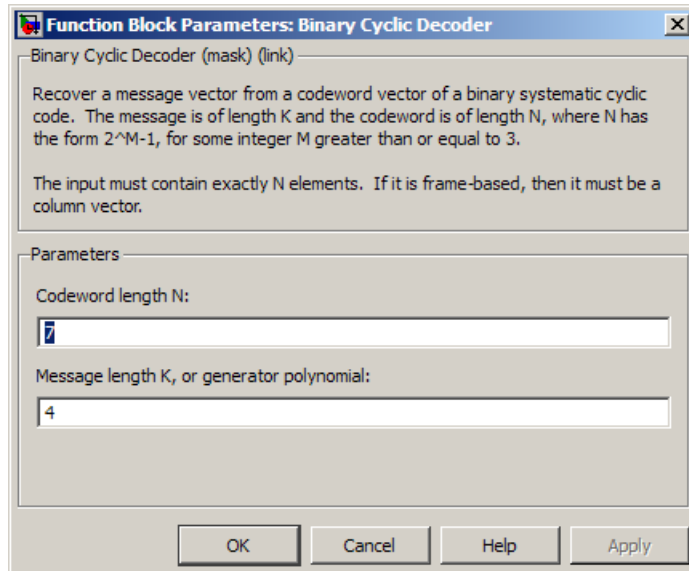 Function Block Parameters: Binary Cyclic Decoder
Binary Cyclic Decoder (mask) (link)
Recover a message vector from a codeword vector of a binary systematic cyclic
code.  The message is of length K and the codeword is of length N, where N has
the form 2^M-1, for some integer M greater than or equal to 3.
The input must contain exactly N elements.  If it is frame-based, then it must be a
column vector.
Parameters
Codeword length N:
7
Message length K, or generator polynomial:
4
OK Cancel Help Apply